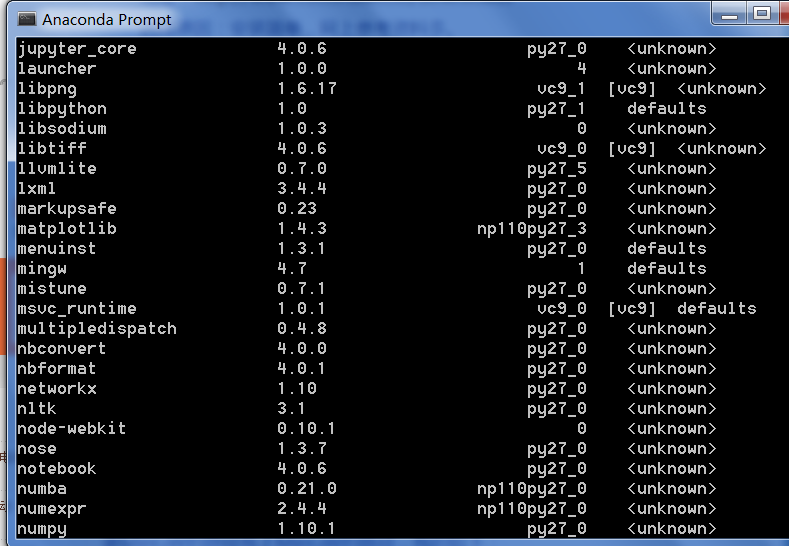 Anaconda Prompt
jupyter_core 4.0.6 py27_0 <unknown>
launcher 1.0.0 4 <unknown>
libpng 1.6.17 vc9_1 [vc9] <unknown>
libpython 1.0 py27_1 defaults
libsodium 1.0.3 0 <unknown>
libtiff 4.0.6 vc9_0 [vc9] <unknown>
llvmlite 0.7.0 py27_5 <unknown>
lxml 3.4.4 py27_0 <unknown>
markupsafe 0.23 py27_0 <unknown>
matplotlib 1.4.3 np110py27_3 <unknown>
menuinst 1.3.1 py27_0 defaults
mingw 4.7 1 defaults
mistune 0.7.1 py27_0 <unknown>
msvc_runtime 1.0.1 vc9_0 [vc9] defaults
multipledispatch 0.4.8 py27_0 <unknown>
nbconvert 4.0.0 py27_0 <unknown>
nbformat 4.0.1 py27_0 <unknown>
networkx 1.10 py27_0 <unknown>
nltk 3.1 py27_0 <unknown>
node-webkit 0.10.1 0 <unknown>
nose 1.3.7 py27_0 <unknown>
notebook 4.0.6 py27_0 <unknown>
numba 0.21.0 np110py27_0 <unknown>
numexpr 2.4.4 np110py27_0 <unknown>
numpy 1.10.1 py27_0 <unknown>